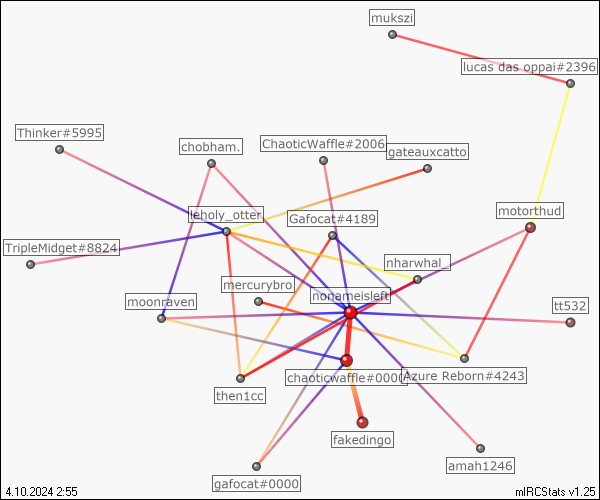 mukszi
lucas das oppai#2396
Thinker#5995
chobham.
ChaoticWaffle#2006
gateauxcatto
leholy_otter.
Gafocat#4189
motorthud
TripleMidget#8824
nharwhal_
mercurybro
nonameisleft
moonraven
tt532
chaoticwaffle#0000
Azure Reborn#4243
then1cc
fakedingo
amah1246
gafocat#0000
4.10.2024 2:55
mIRCStats v1.25